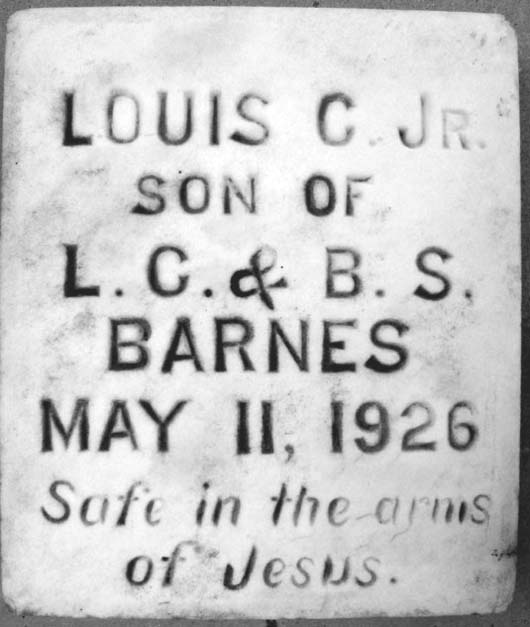 LOUIS C. JR.
SON OF
L. C. & B. S.
BARNES
MAY 11, 1926
Safe in the arms
of Jesus.